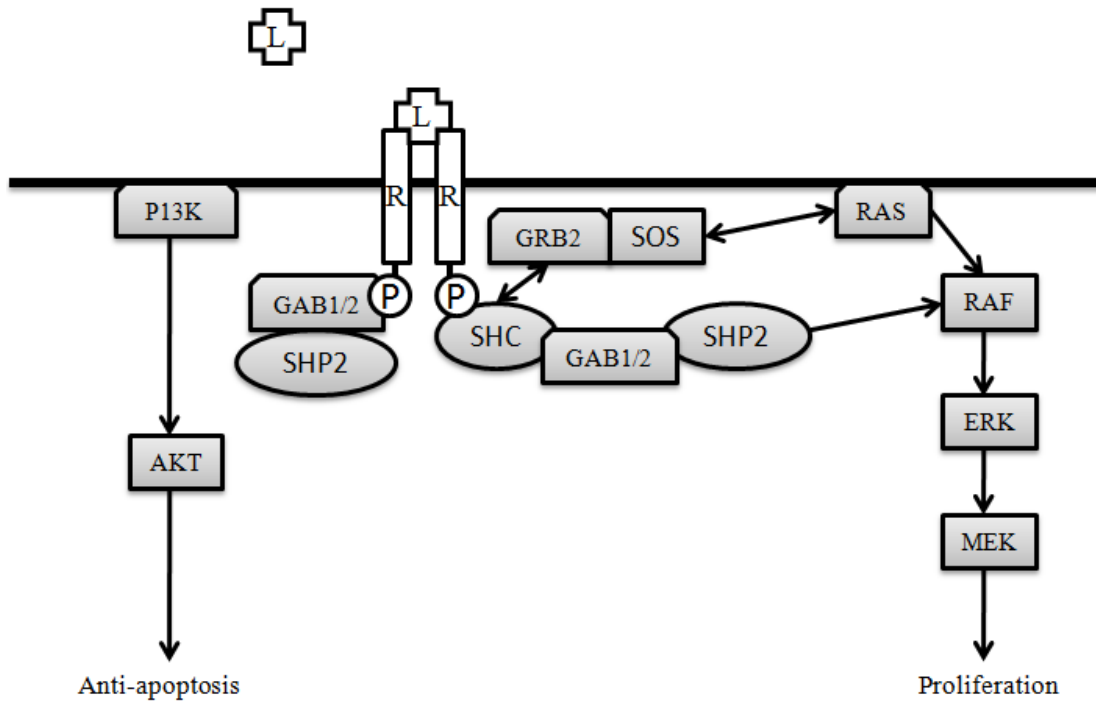 L
L
R R
P13K
GRB2 SOS
RAS
P P
GAB1/2
SHP2
SHC
GAB1/2
SHP2
RAF
AKT
ERK
MEK
Anti-apoptosis
Proliferation